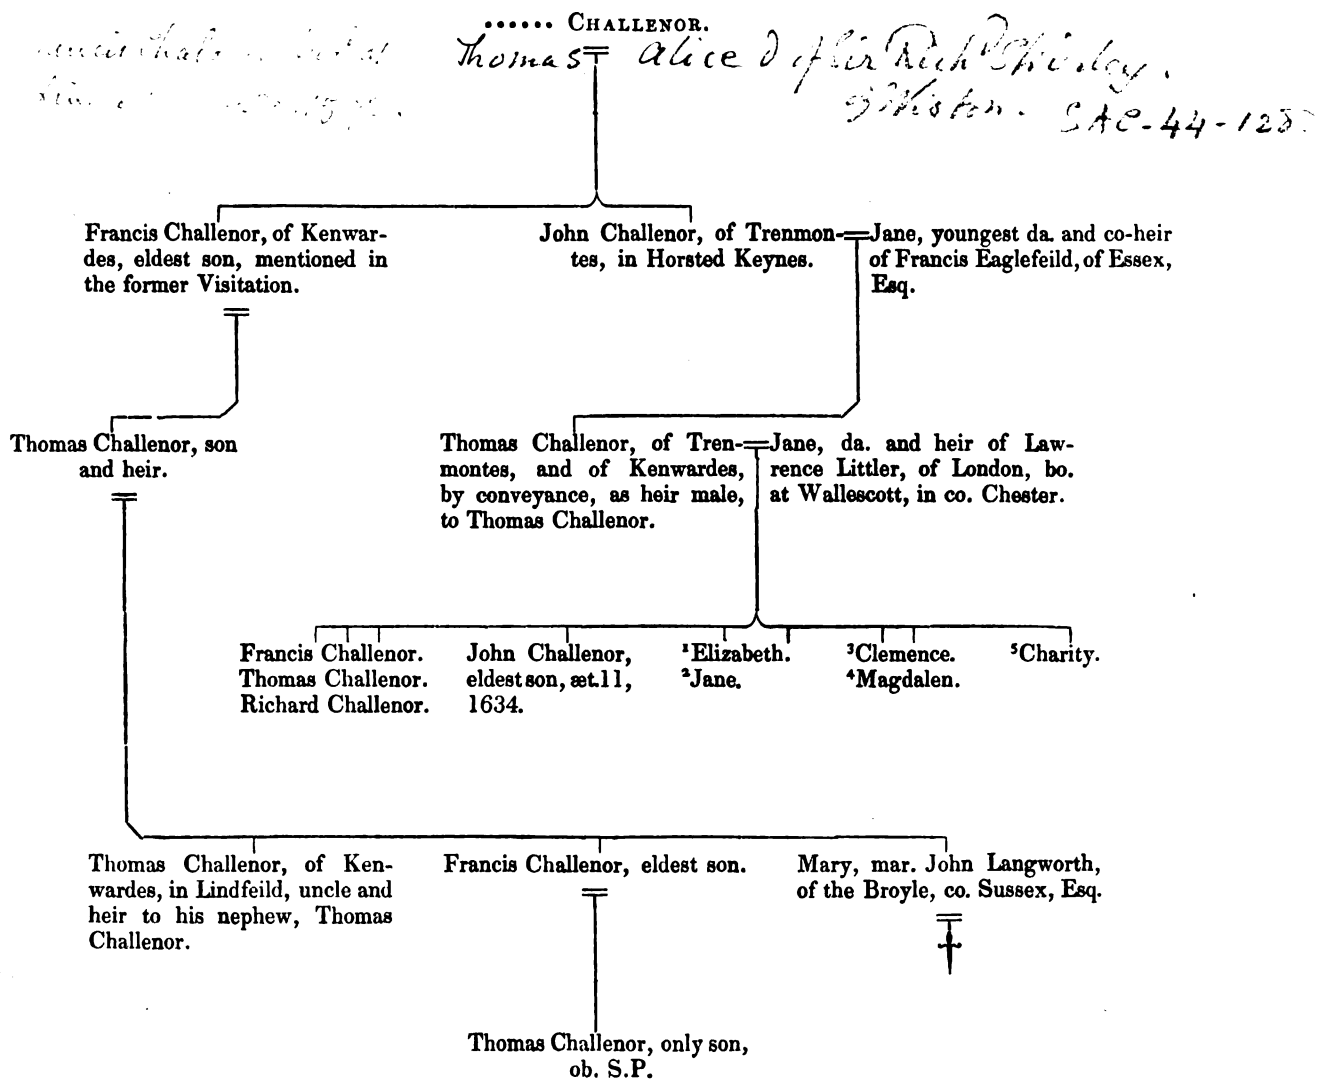 ...... CHALLENOR.
Thomas = Alice d of Sir Richd Shirley.
of Wiston. SAC-44-128
Francis Challenor, of Kenwar-
des, eldest son, mentioned in
the former Visitation.
John Challenor, of Trenmon-
tes, in Horsted Keynes.
Jane, youngest da. and co-heir
of Francis Eaglefeild, of Essex,
Esq.
Thomas Challenor, son
and heir.
Thomas Challenor, of Tren-
montes, and of Kenwardes,
by conveyance, as heir male,
to Thomas Challenor.
Jane, da. and heir of Law-
rence Littler, of London, bo.
at Wallescott, in co. Chester.
Francis Challenor.
Thomas Challenor.
Richard Challenor.
John Challenor,
eldest son, æt. 11,
1634.
¹Elizabeth.
²Jane.
³Clemence.
⁴Magdalen.
⁵Charity.
Thomas Challenor, of Ken-
wardes, in Lindfeild, uncle and
heir to his nephew, Thomas
Challenor.
Francis Challenor, eldest son.
Mary, mar. John Langworth,
of the Broyle, co. Sussex, Esq.
Thomas Challenor, only son,
ob. S.P.